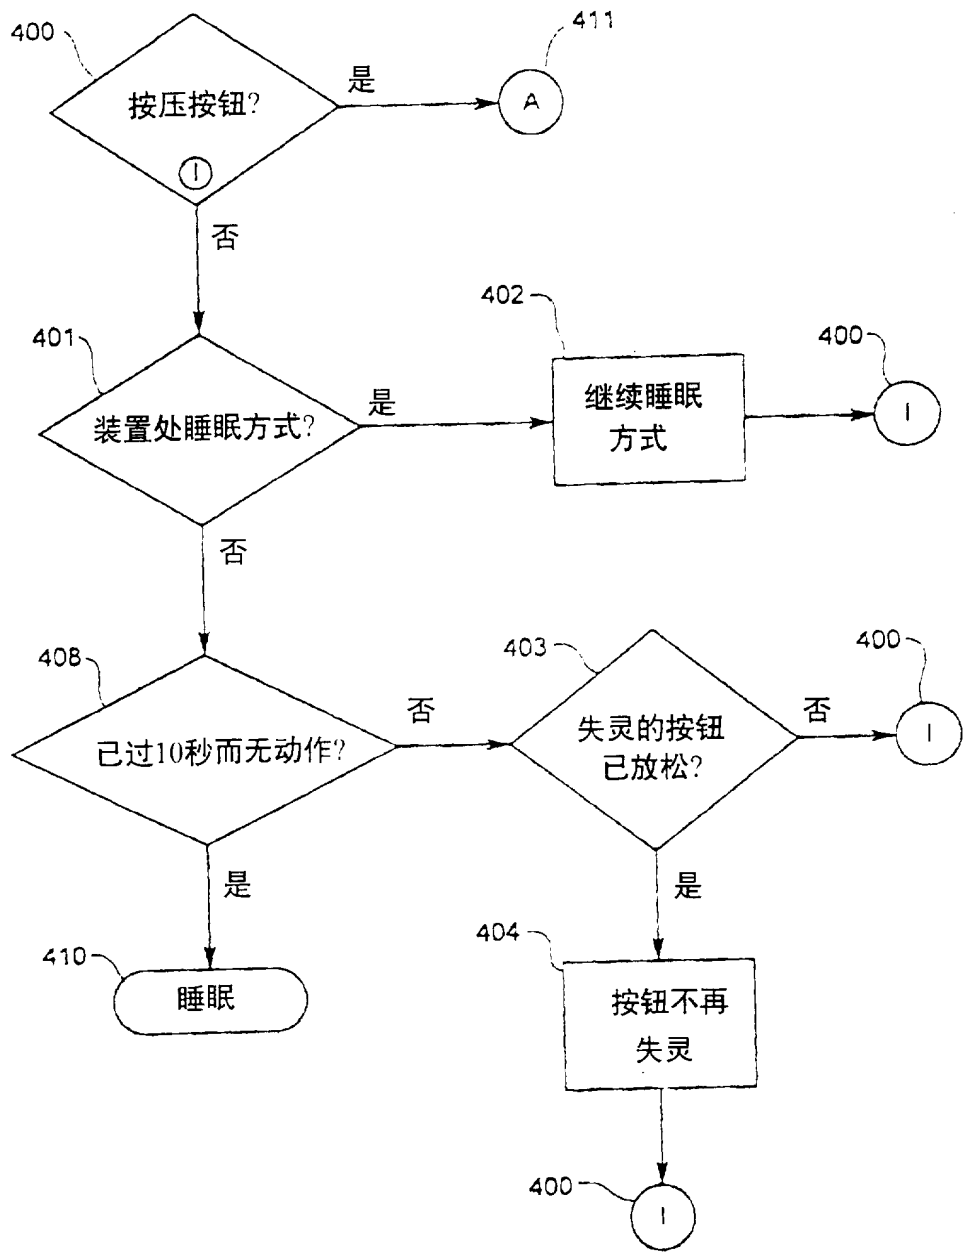 400
411
按压按钮?
是
A
I
否
402
401
400
装置处睡眠方式?
是
继续睡眠
方式
I
否
408
403
400
已过10秒而无动作?
否
失灵的按钮
已放松?
否
I
是
是
404
410
睡眠
按钮不再
失灵
400
I